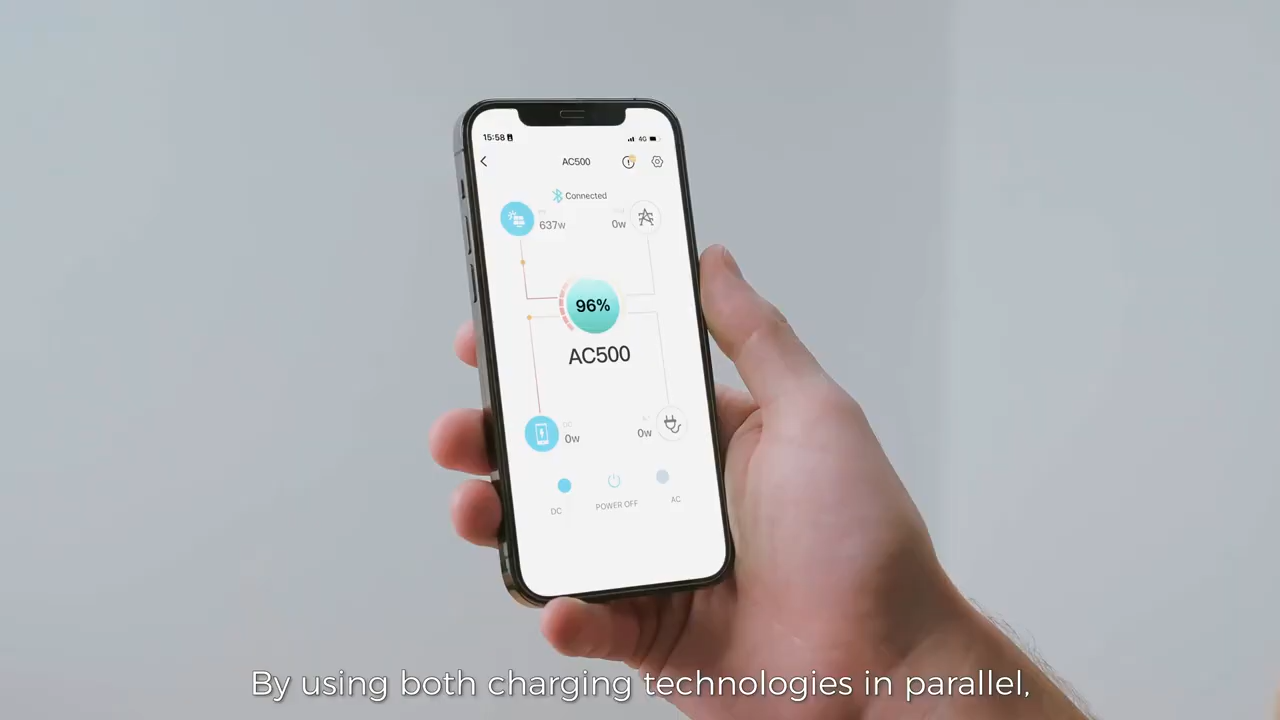 15:58
4G
AC500
Connected
637w
0w
96%
AC500
DC
0w
0w
DC
POWER OFF
AC
By using both charging technologies in parallel,